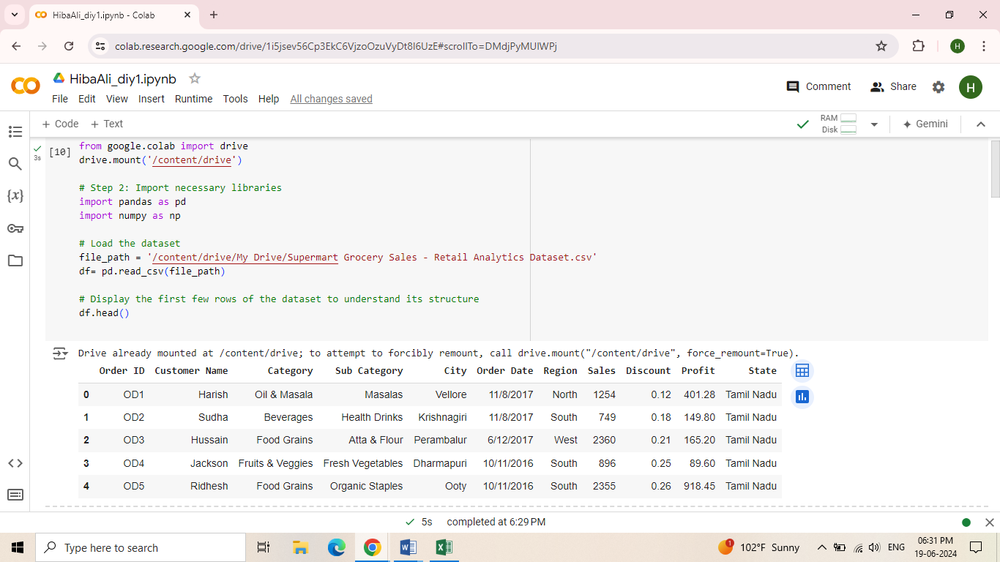 HibaAli_diy1.ipynb - Colab
colab.research.google.com/drive/1i5jsev56Cp3EkC6VjzoOzuVyDt8I6UzE#scrollTo=DMdjPyMUIWPj
H
HibaAli_diy1.ipynb
Comment
Share
H
File Edit View Insert Runtime Tools Help All changes saved
+ Code + Text
RAM
Disk
Gemini
3s
[10]
from google.colab import drive
drive.mount('/content/drive')
# Step 2: Import necessary libraries
import pandas as pd
import numpy as np
# Load the dataset
file_path = '/content/drive/My Drive/Supermart Grocery Sales - Retail Analytics Dataset.csv'
df= pd.read_csv(file_path)
# Display the first few rows of the dataset to understand its structure
df.head()
Drive already mounted at /content/drive; to attempt to forcibly remount, call drive.mount("/content/drive", force_remount=True).
Order ID Customer Name Category Sub Category City Order Date Region Sales Discount Profit State
0 OD1 Harish Oil & Masala Masalas Vellore 11/8/2017 North 1254 0.12 401.28 Tamil Nadu
1 OD2 Sudha Beverages Health Drinks Krishnagiri 11/8/2017 South 749 0.18 149.80 Tamil Nadu
2 OD3 Hussain Food Grains Atta & Flour Perambalur 6/12/2017 West 2360 0.21 165.20 Tamil Nadu
3 OD4 Jackson Fruits & Veggies Fresh Vegetables Dharmapuri 10/11/2016 South 896 0.25 89.60 Tamil Nadu
4 OD5 Ridhesh Food Grains Organic Staples Ooty 10/11/2016 South 2355 0.26 918.45 Tamil Nadu
5s completed at 6:29 PM
Type here to search
1
102°F Sunny
ENG
06:31 PM
19-06-2024